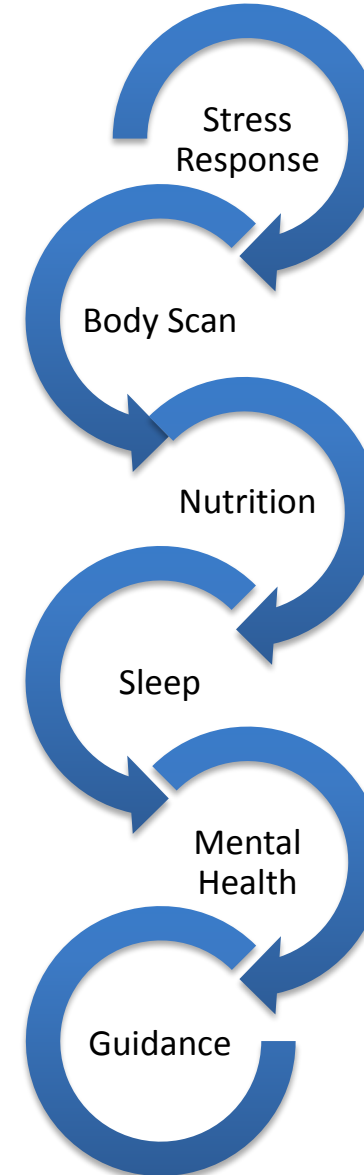 Stress
Response
Body Scan
Nutrition
Sleep
Mental
Health
Guidance